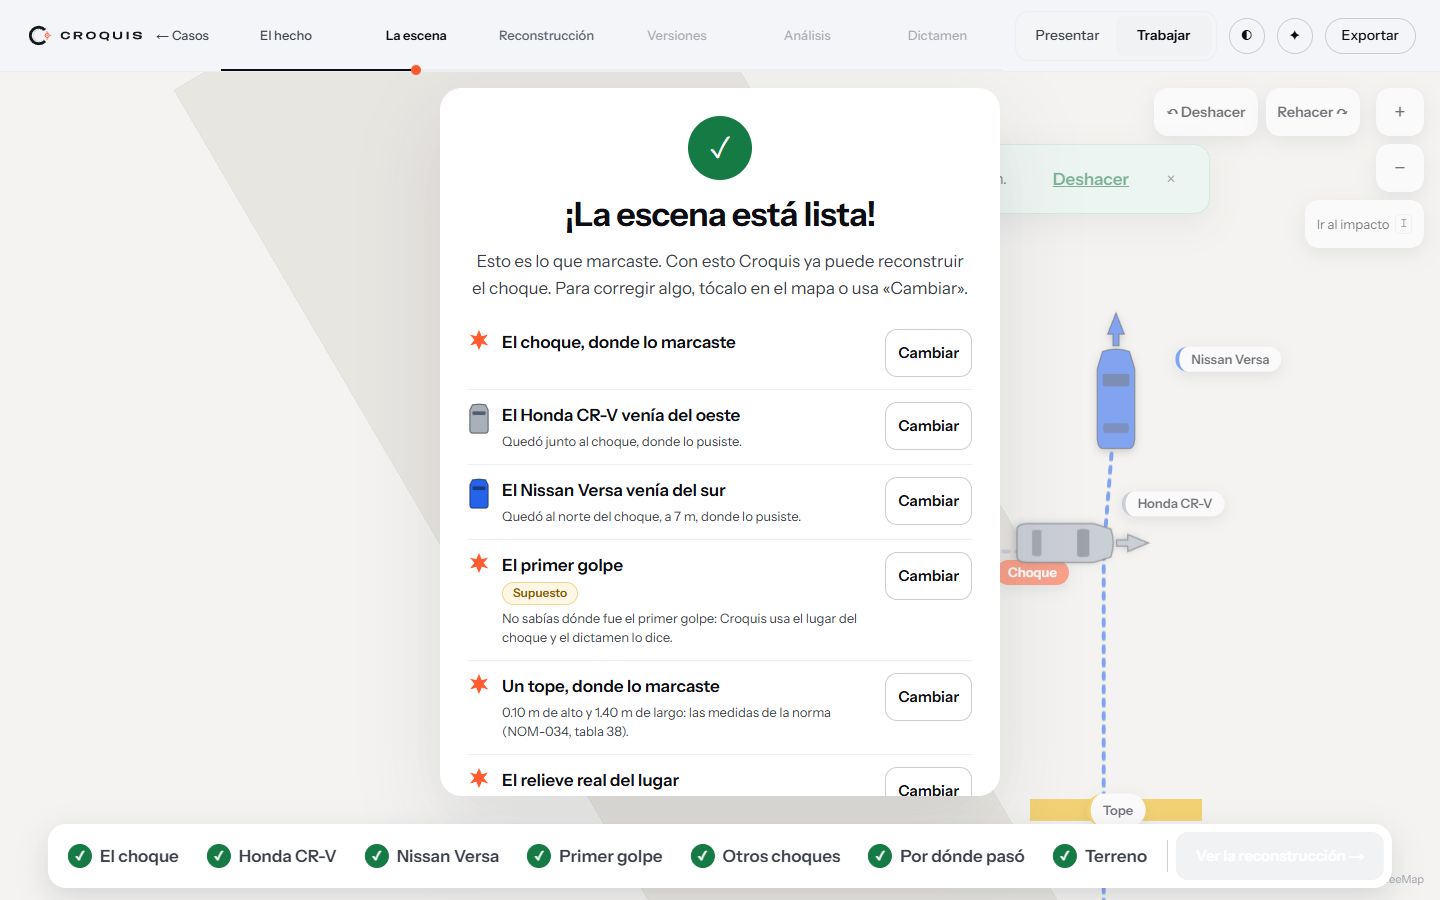 CROQUIS
← Casos
El hecho
La escena
Reconstrucción
Versiones
Análisis
Dictamen
Presentar
Trabajar
Exportar
Deshacer
Rehacer
+
Deshacer
×
−
Ir al impacto I
¡La escena está lista!
Esto es lo que marcaste. Con esto Croquis ya puede reconstruir
el choque. Para corregir algo, tócalo en el mapa o usa «Cambiar».
El choque, donde lo marcaste
Cambiar
El Honda CR-V venía del oeste
Quedó junto al choque, donde lo pusiste.
Cambiar
El Nissan Versa venía del sur
Quedó al norte del choque, a 7 m, donde lo pusiste.
Cambiar
El primer golpe
Supuesto
No sabías dónde fue el primer golpe: Croquis usa el lugar del
choque y el dictamen lo dice.
Cambiar
Un tope, donde lo marcaste
0.10 m de alto y 1.40 m de largo: las medidas de la norma
(NOM-034, tabla 38).
Cambiar
El relieve real del lugar
Cambiar
Nissan Versa
Honda CR-V
Choque
Tope
El choque
Honda CR-V
Nissan Versa
Primer golpe
Otros choques
Por dónde pasó
Terreno
Ver la reconstrucción →